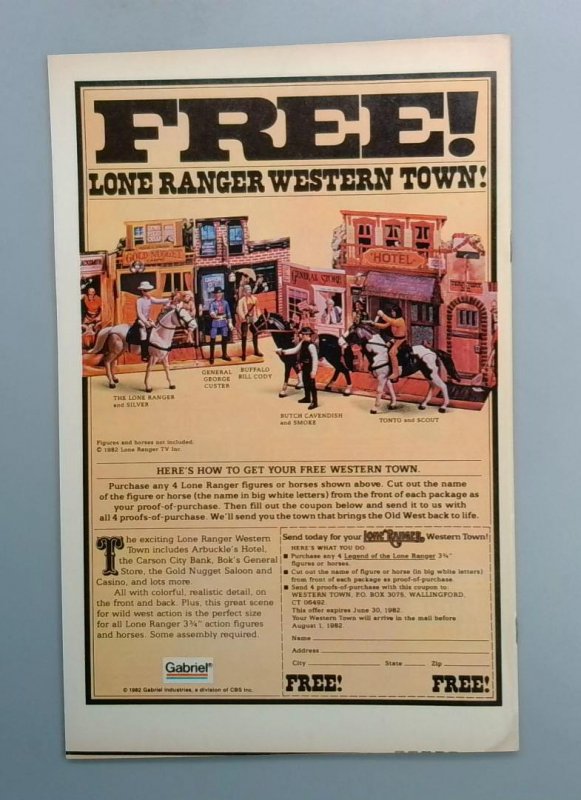 FREE!
LONE RANGER WESTERN TOWN!
GOLD NUGGET
GENERAL STORE
HOTEL
THE LONE RANGER
and SILVER
GENERAL
GEORGE
CUSTER
BUFFALO
BILL CODY
BUTCH CAVENDISH
and SMOKE
TONTO and SCOUT
Figures and horses not included.
© 1982 Lone Ranger TV Inc.
HERE'S HOW TO GET YOUR FREE WESTERN TOWN.
Purchase any 4 Lone Ranger figures or horses shown above. Cut out the name
of the figure or horse (the name in big white letters) from the front of each package as
your proof-of-purchase. Then fill out the coupon below and send it to us with
all 4 proofs-of-purchase. We'll send you the town that brings the Old West back to life.
The exciting Lone Ranger Western
Town includes Arbuckle's Hotel,
the Carson City Bank, Bok's General
Store, the Gold Nugget Saloon and
Casino, and lots more.
All with colorful, realistic detail, on
the front and back. Plus, this great scene
for wild west action is the perfect size
for all Lone Ranger 3¾" action figures
and horses. Some assembly required.
Gabriel®
© 1982 Gabriel Industries, a division of CBS Inc.
Send today for your LONE RANGER Western Town!
HERE'S WHAT YOU DO
■ Purchase any 4 Legend of the Lone Ranger 3¾"
figures or horses.
■ Cut out the name of figure or horse (in big white letters)
from front of each package as proof-of-purchase.
■ Send 4 proofs-of-purchase with this coupon to:
WESTERN TOWN, P.O. BOX 3075, WALLINGFORD,
CT 06492.
This offer expires June 30, 1982.
Your Western Town will arrive in the mail before
August 1, 1982.
Name
Address
City State Zip
FREE! FREE!